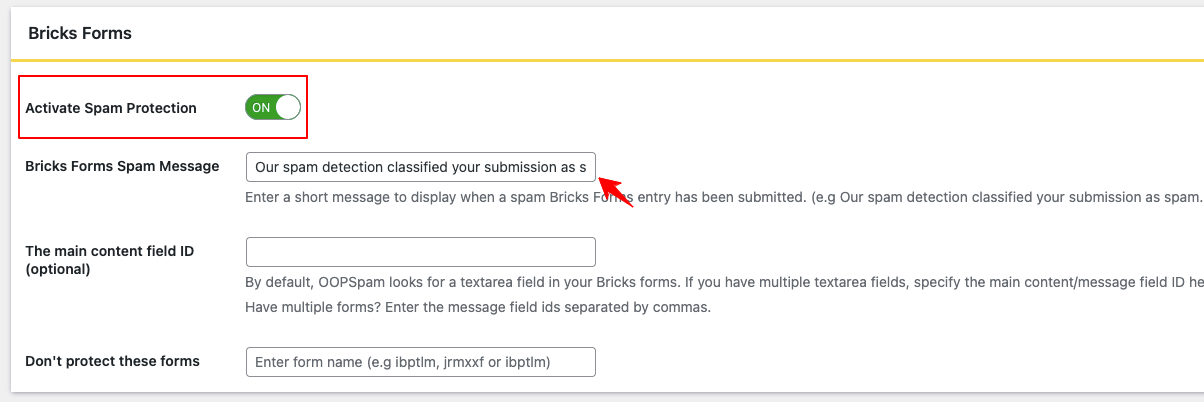 Bricks Forms
Activate Spam Protection
ON
Bricks Forms Spam Message
Our spam detection classified your submission as s
Enter a short message to display when a spam Bricks Forms entry has been submitted. (e.g Our spam detection classified your submission as spam.
The main content field ID
(optional)
By default, OOPSpam looks for a textarea field in your Bricks forms. If you have multiple textarea fields, specify the main content/message field ID he
Have multiple forms? Enter the message field ids separated by commas.
Don't protect these forms
Enter form name (e.g ibptlm, jrmxxf or ibptlm)